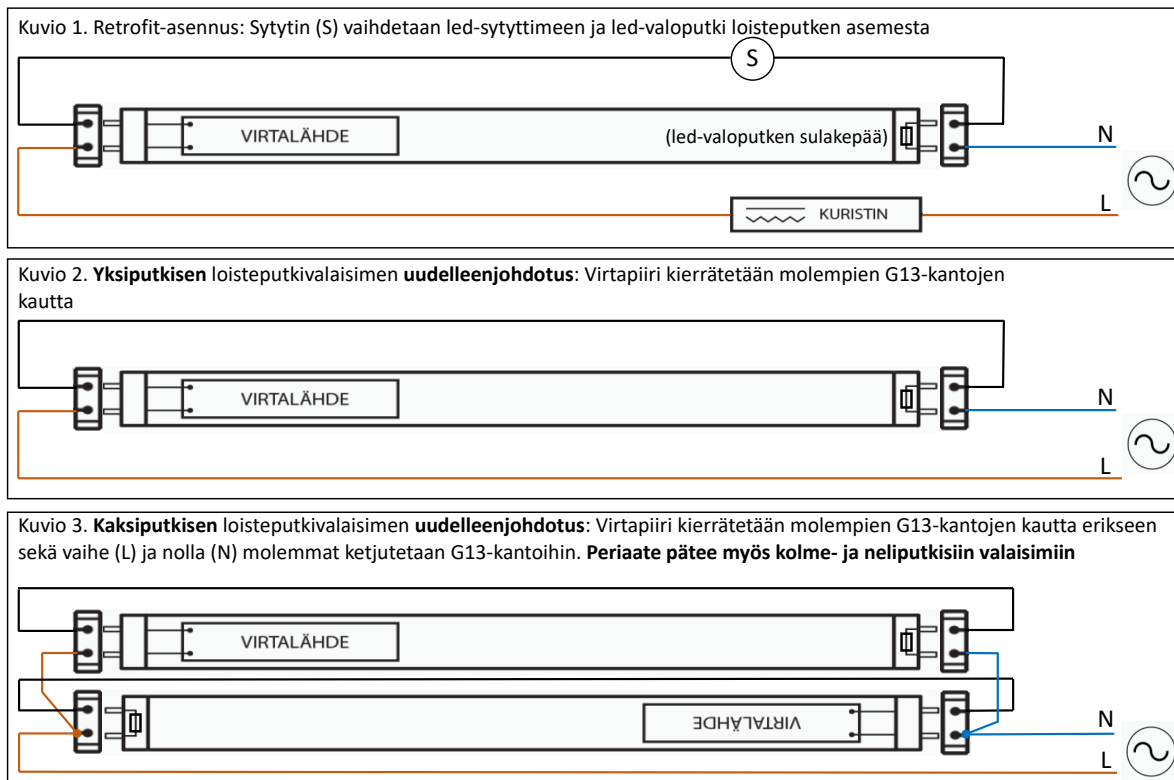 Kuvio 1. Retrofit-asennus: Sytytin (S) vaihdetaan led-sytyttimeen ja led-valoputki loisteputken asemesta
S
VIRTALÄHDE
(led-valoputken sulakepää)
N
L
KURISTIN
Kuvio 2. Yksiputkisen loisteputkivalaisimen uudelleenjohdotus: Virtapiiri kierrätetään molempien G13-kantojen
kautta
VIRTALÄHDE
N
L
Kuvio 3. Kaksiputkisen loisteputkivalaisimen uudelleenjohdotus: Virtapiiri kierrätetään molempien G13-kantojen kautta erikseen
sekä vaihe (L) ja nolla (N) molemmat ketjutetaan G13-kantoihin. Periaate pätee myös kolme- ja neliputkisiin valaisimiin
VIRTALÄHDE
VIRTALÄHDE
N
L